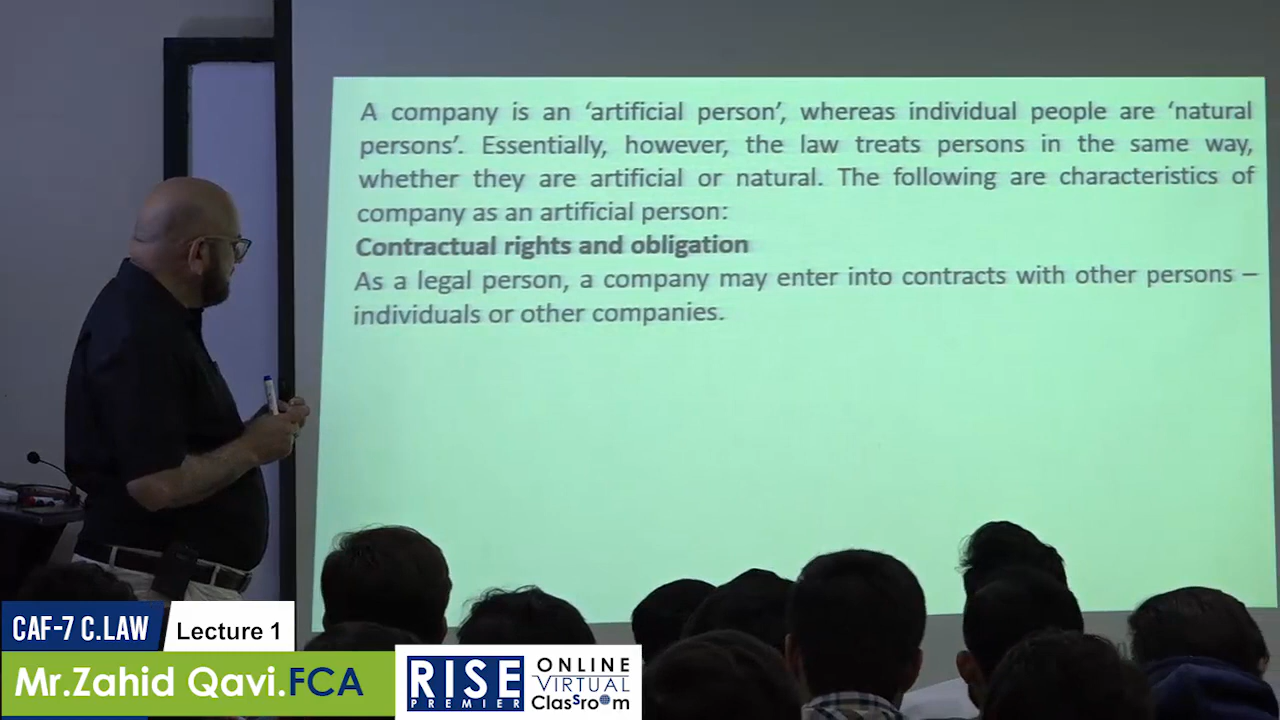 A company is an ‘artificial person’, whereas individual people are ‘natural
persons’. Essentially, however, the law treats persons in the same way,
whether they are artificial or natural. The following are characteristics of
company as an artificial person:
Contractual rights and obligation
As a legal person, a company may enter into contracts with other persons –
individuals or other companies.
CAF-7 C.LAW
Lecture 1
Mr.Zahid Qavi.FCA
RISE
PREMIER
ONLINE
VIRTUAL
ClasSroom